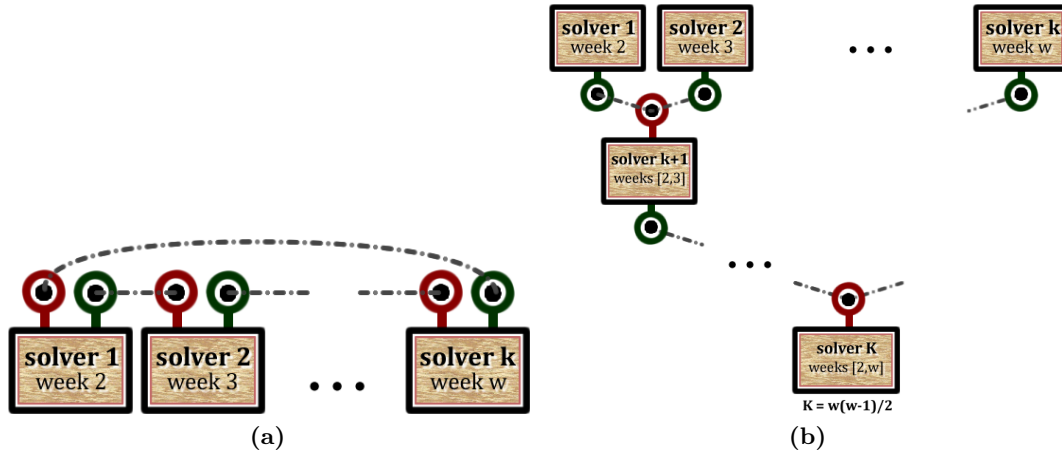 solver 1
week 2
solver 2
week 3
• • •
solver k
week w
(a)
solver 1
week 2
solver 2
week 3
• • •
solver k
week w
solver k+1
weeks [2,3]
• • •
solver K
weeks [2,w]
K = w(w-1)/2
(b)